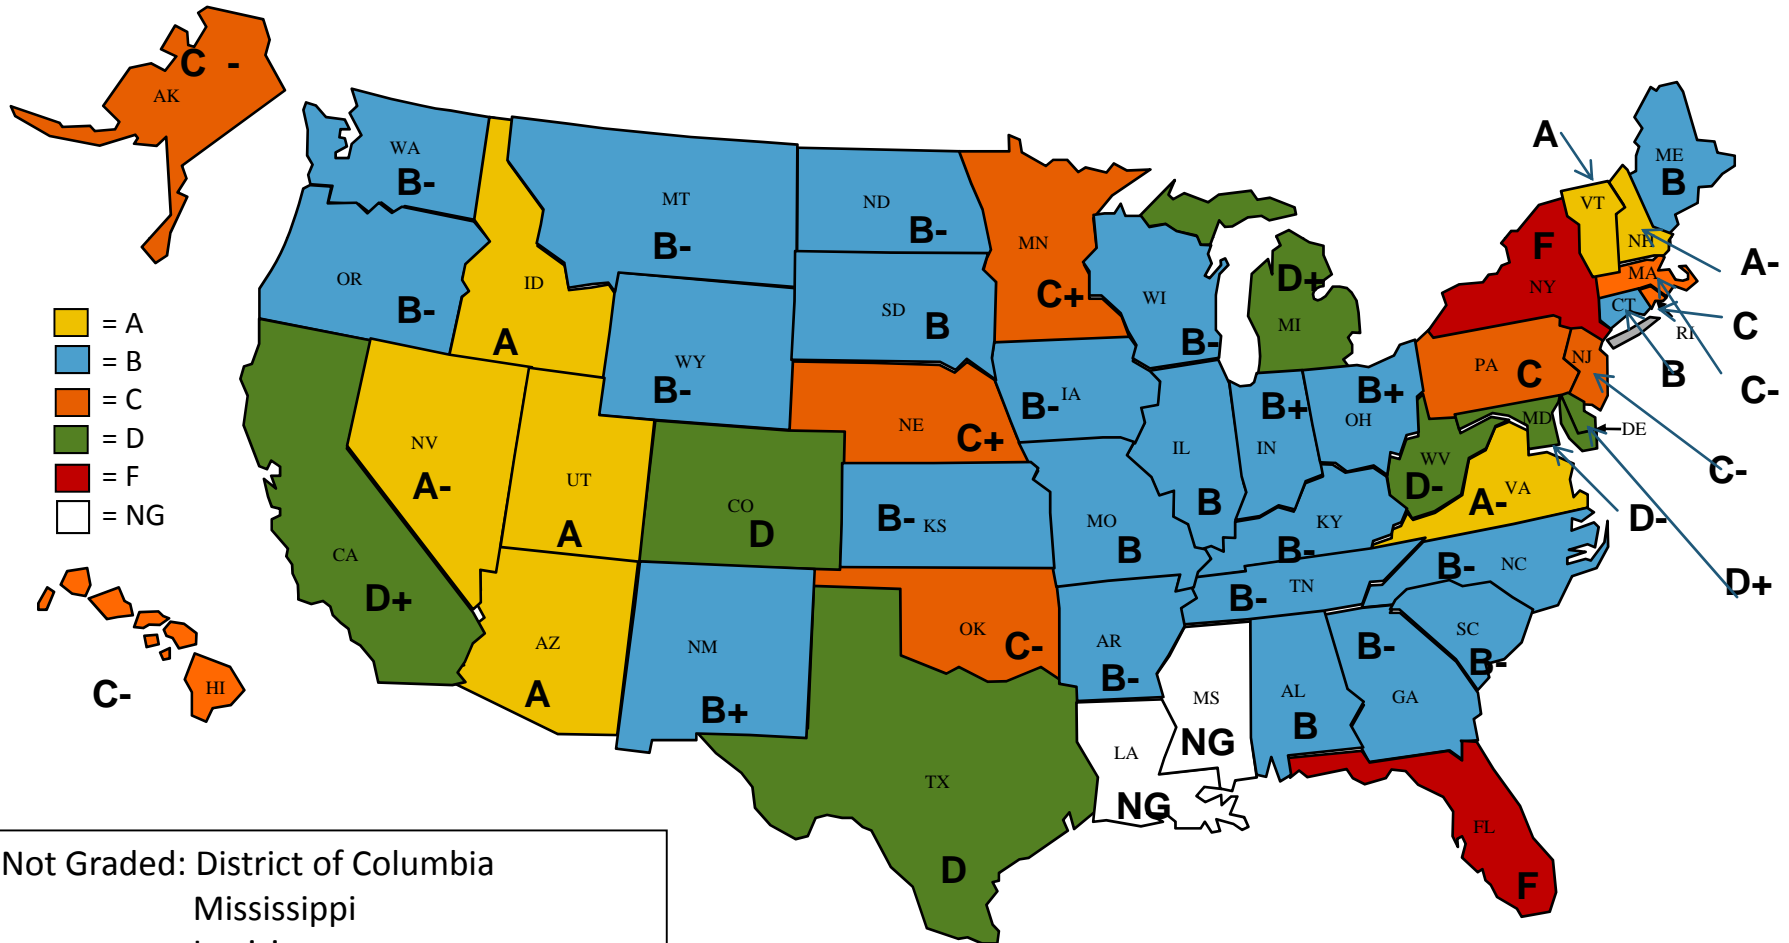 C -
AK
A
WA
B-
ME
B
MT
B-
ND
B-
VT
MN
F
NH
A-
D+
OR
B-
ID
A
C+
WI
B-
MA
NY
SD
B
MI
CT
C
RI
= A
= B
= C
= D
= F
= NG
WY
B-
PA
C
NJ
B
C-
B-
IA
B+
B+
OH
NE
C+
MD
DE
NV
A-
UT
A
IL
B
IN
WV
D-
C-
VA
A-
CO
D
B-
KS
MO
B
KY
B-
D-
CA
D+
B-
NC
B-
TN
D+
AZ
A
NM
B+
OK
C-
AR
B-
B-
SC
B-
HI
C-
MS
NG
AL
B
GA
LA
NG
TX
D
FL
F
Not Graded: District of Columbia
Mississippi